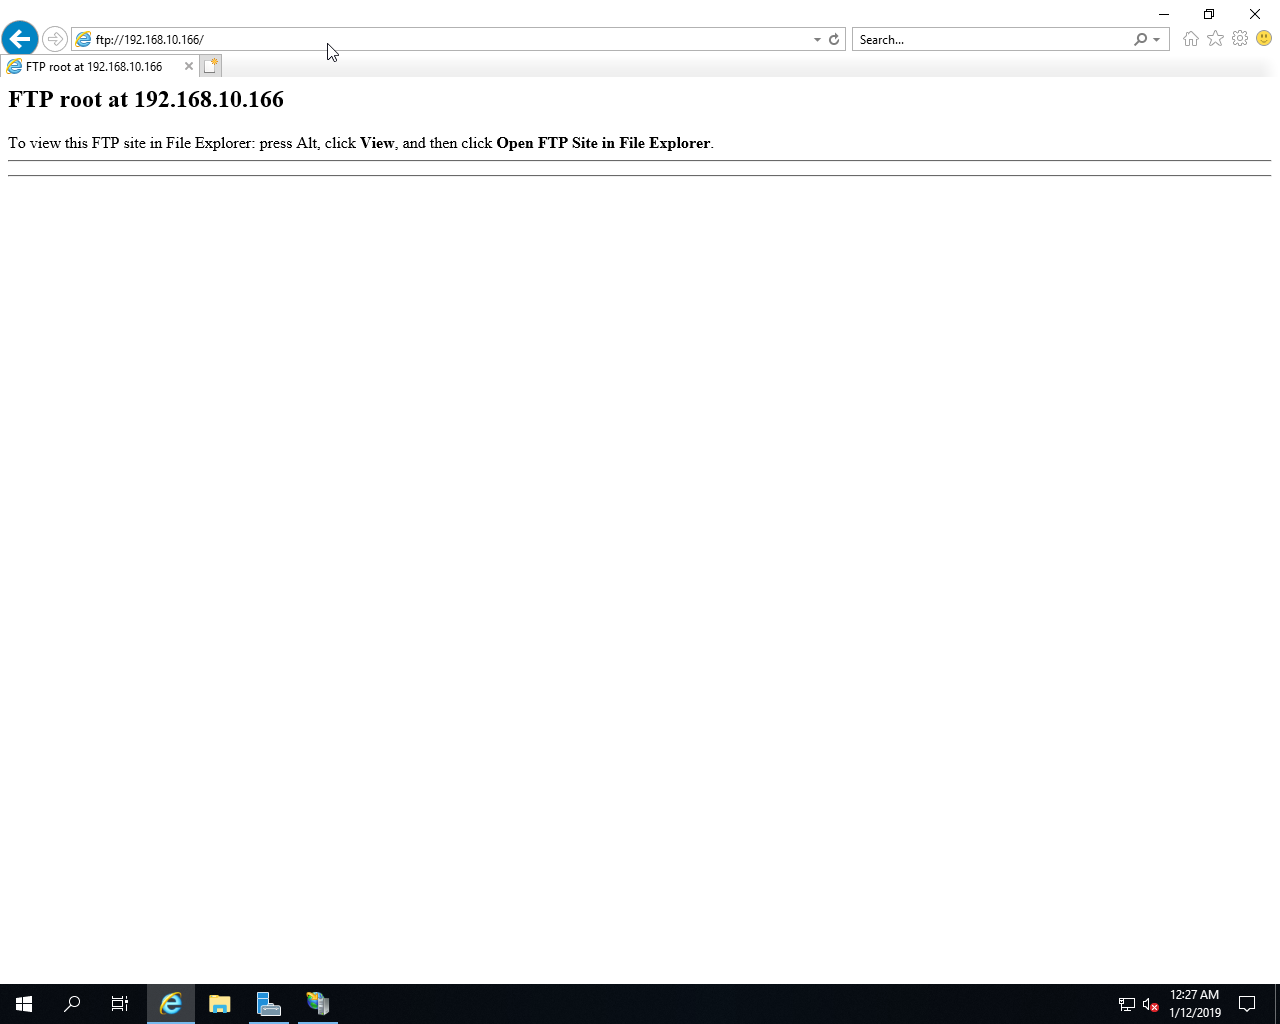 ftp://192.168.10.166/
Search...
FTP root at 192.168.10.166
FTP root at 192.168.10.166
To view this FTP site in File Explorer: press Alt, click View, and then click Open FTP Site in File Explorer.
12:27 AM
1/12/2019